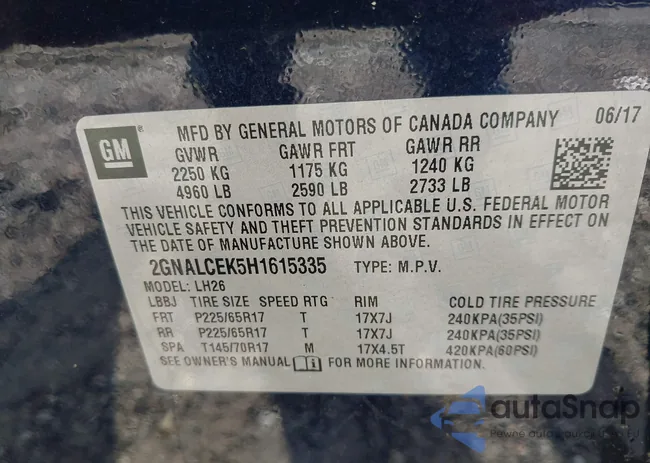 GM
MFD BY GENERAL MOTORS OF CANADA COMPANY 06/17
GVWR GAWR FRT GAWR RR
2250 KG 1175 KG 1240 KG
4960 LB 2590 LB 2733 LB
THIS VEHICLE CONFORMS TO ALL APPLICABLE U.S. FEDERAL MOTOR
VEHICLE SAFETY AND THEFT PREVENTION STANDARDS IN EFFECT ON
THE DATE OF MANUFACTURE SHOWN ABOVE.
2GNALCEK5H1615335 TYPE: M.P.V.
MODEL: LH26
LBBJ TIRE SIZE SPEED RTG RIM COLD TIRE PRESSURE
FRT P225/65R17 T 17X7J 240KPA(35PSI)
RR P225/65R17 T 17X7J 240KPA(35PSI)
SPA T145/70R17 M 17X4.5T 420KPA(60PSI)
SEE OWNER'S MANUAL FOR MORE INFORMATION.
autaSnap